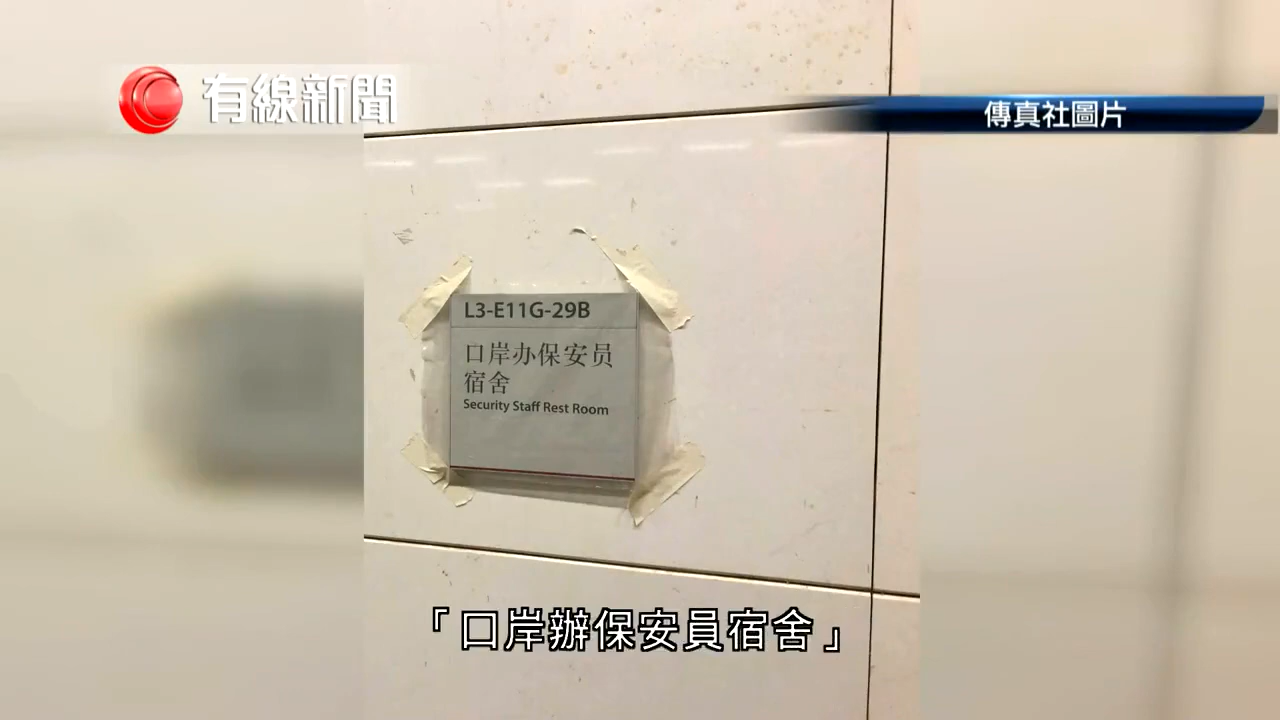 有線新聞
傳真社圖片
L3-E11G-29B
口岸办保安员
宿舍
Security Staff Rest Room
「口岸辦保安員宿舍」